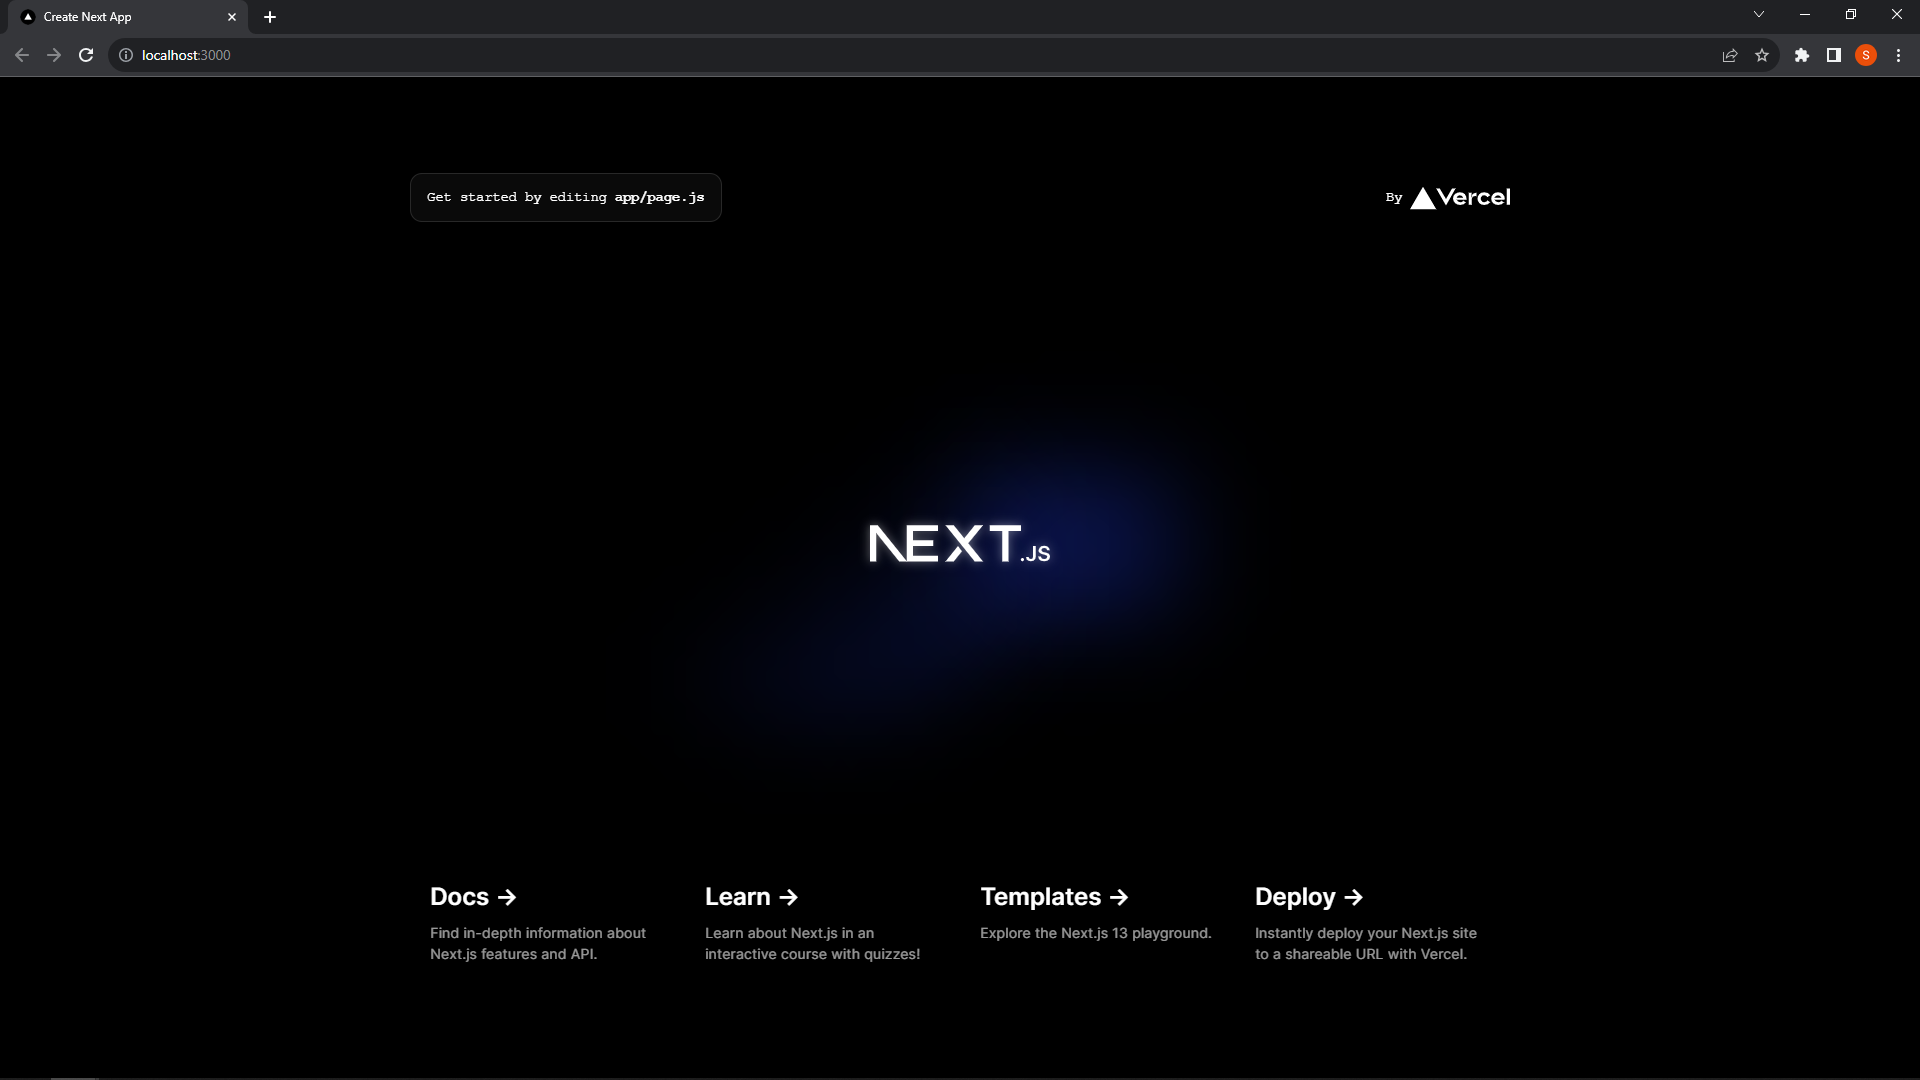 Create Next App
localhost:3000
S
Get started by editing app/page.js
By Vercel
NEXT.JS
Docs ->
Learn ->
Templates ->
Deploy ->
Find in-depth information about
Next.js features and API.
Learn about Next.js in an
interactive course with quizzes!
Explore the Next.js 13 playground.
Instantly deploy your Next.js site
to a shareable URL with Vercel.